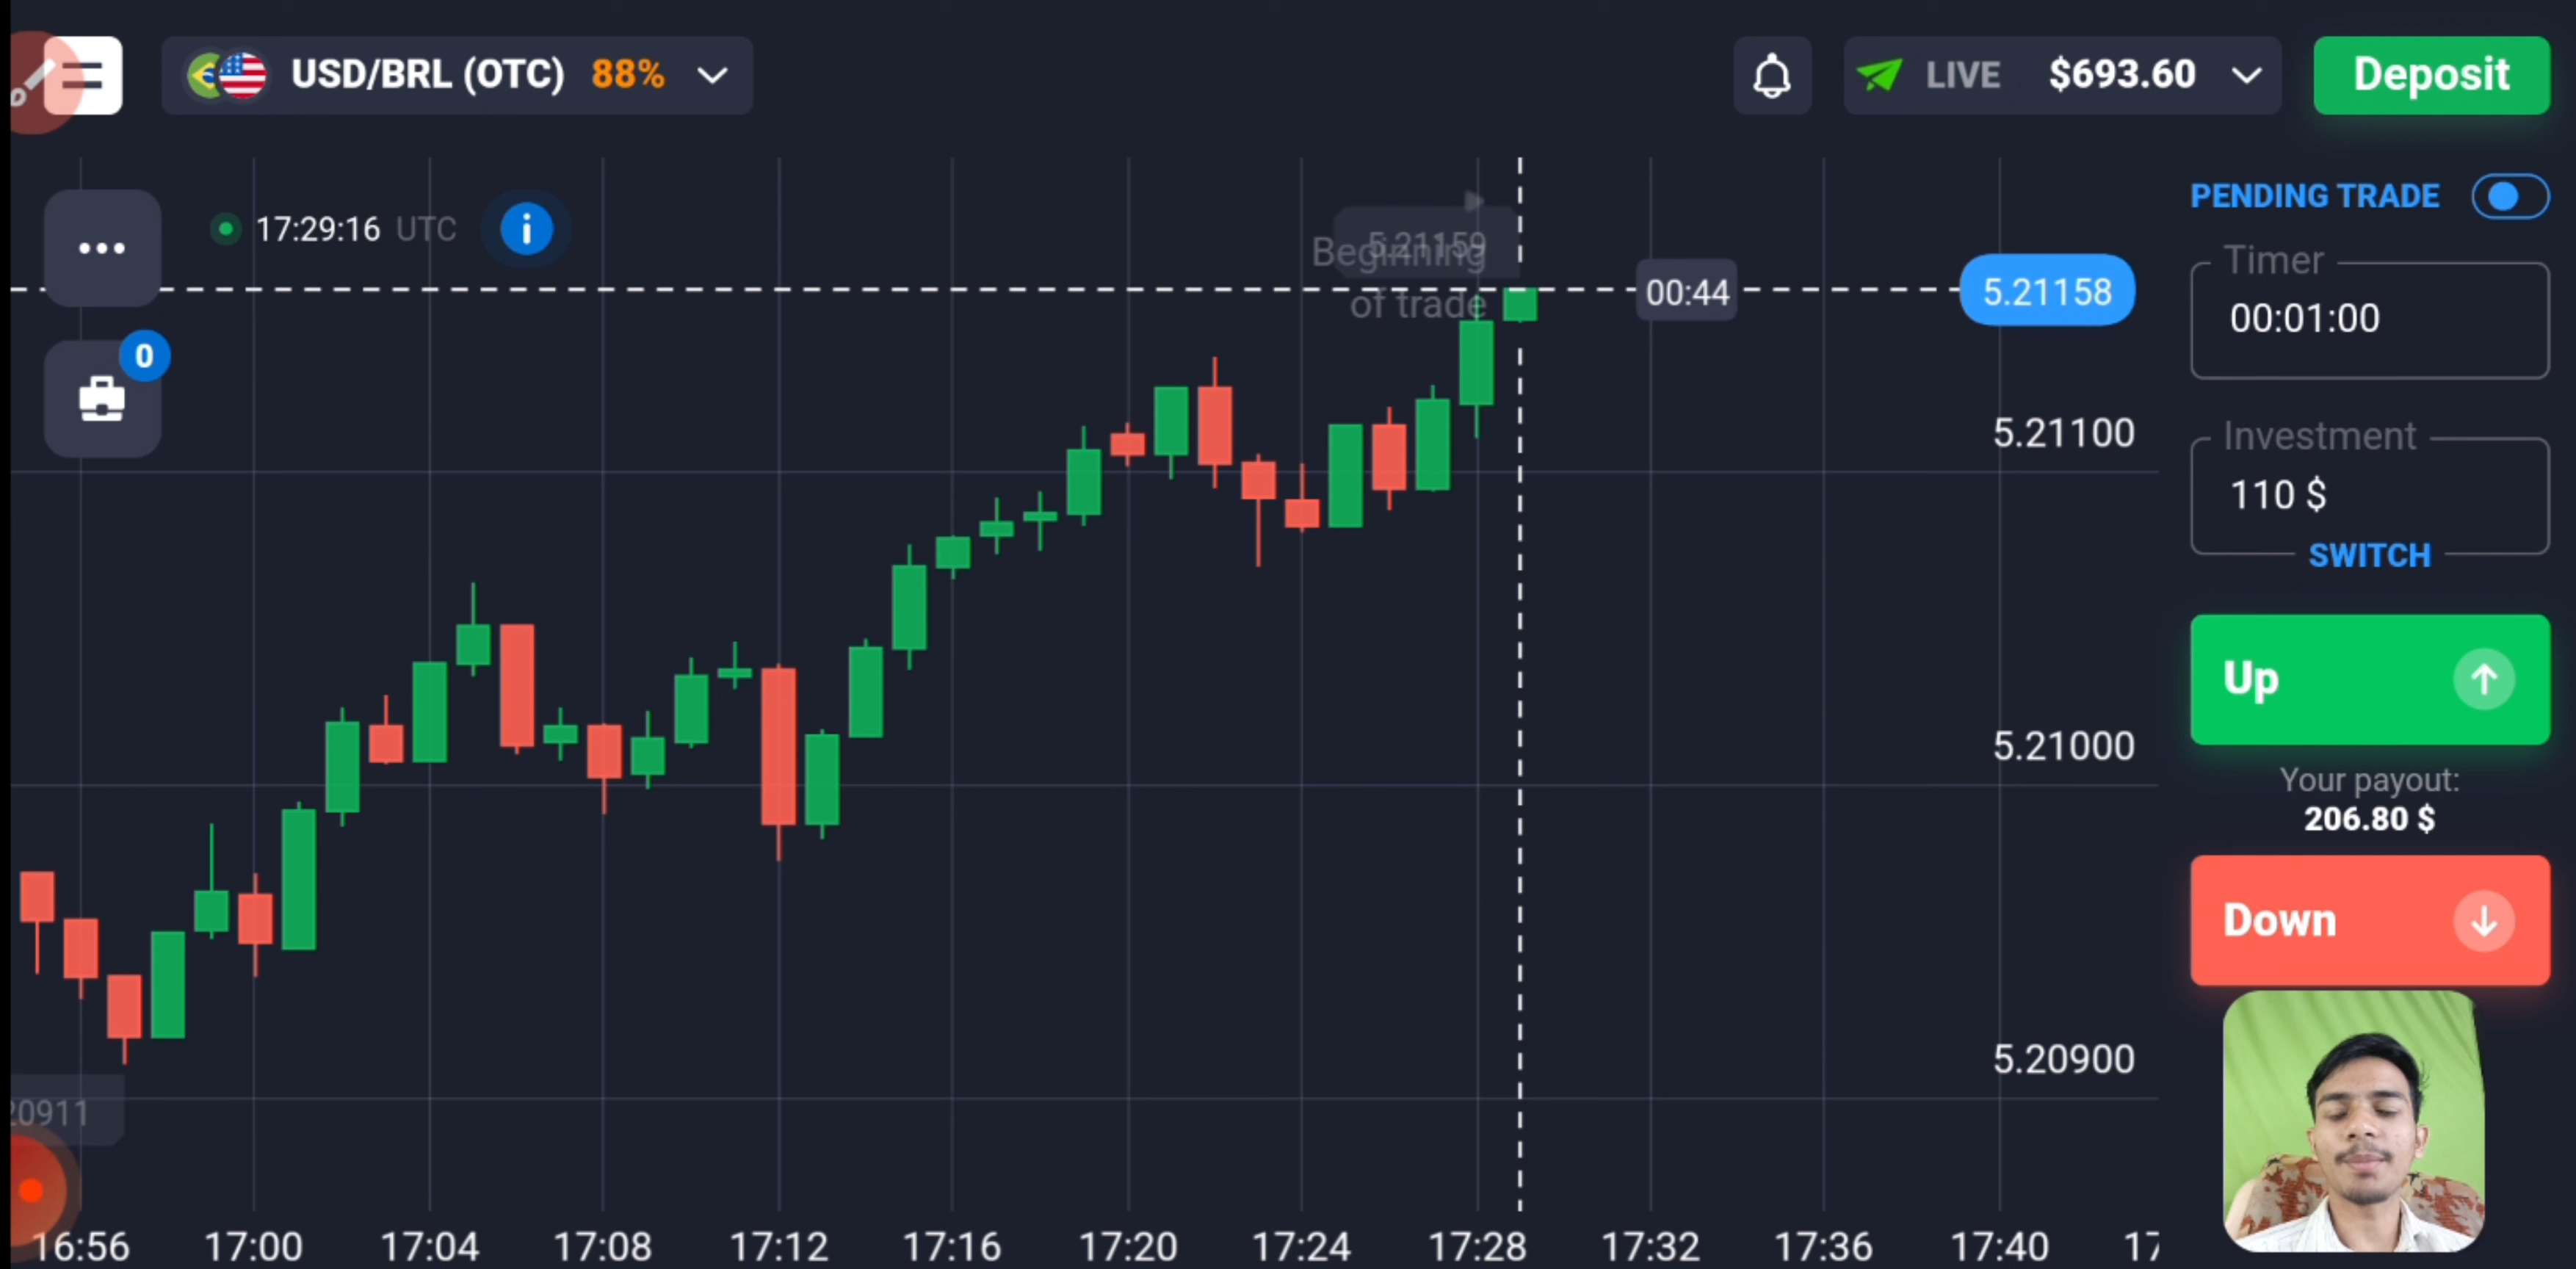 USD/BRL (OTC) 88%
LIVE $693.60
Deposit
17:29:16 UTC
PENDING TRADE
5.21159
Beginning
of trade
00:44
5.21158
Timer
00:01:00
5.21100
Investment
110 $
SWITCH
0
Up
5.21000
Your payout:
206.80 $
Down
5.20900
20911
16:56 17:00 17:04 17:08 17:12 17:16 17:20 17:24 17:28 17:32 17:36 17:40 17